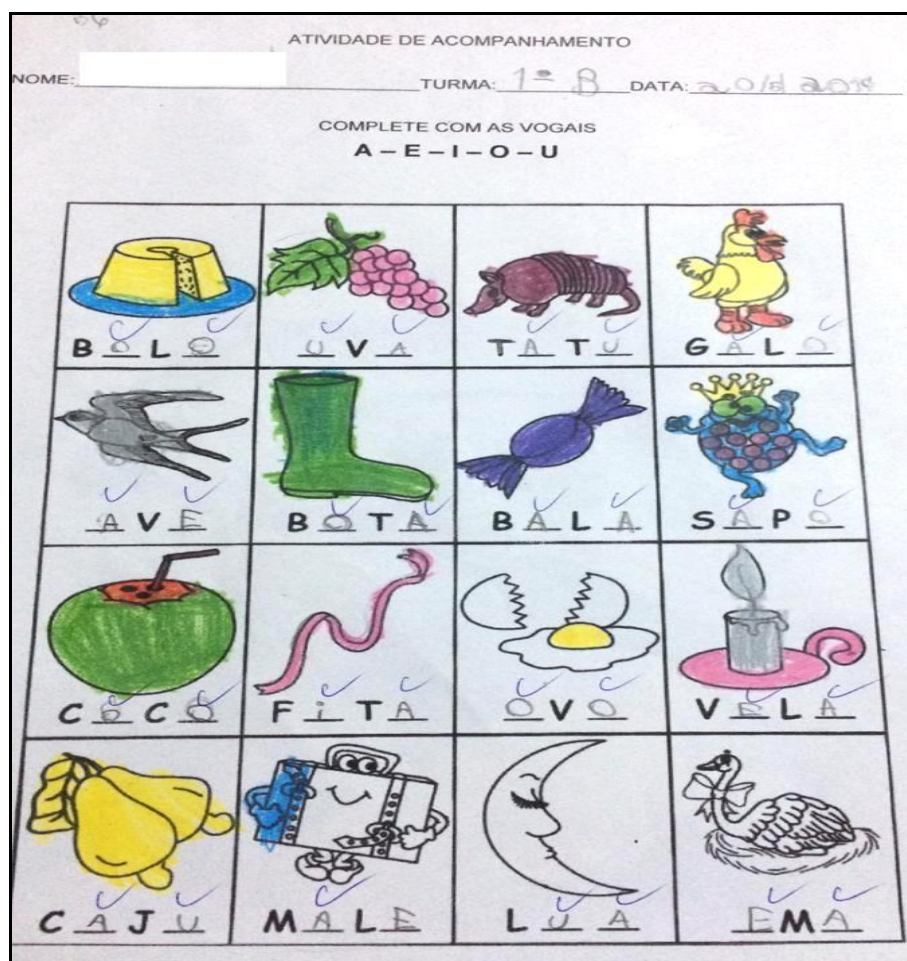 ATIVIDADE DE ACOMPANHAMENTO
NOME: TURMA: 1º B DATA:
COMPLETE COM AS VOGAIS
A – E – I – O – U
BOLO UVA TATU GALO
AVE BOTA BALA SAPO
COCO FiTA OVO VELA
CAJU MALE LUA EMA